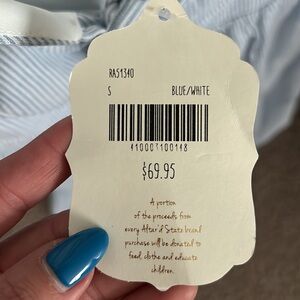 RA51340
S BLUE/WHITE
410007100148
$69.95
A portion
of the proceeds from
every Altar'd State brand
purchase will be donated to
feed, clothe and educate
children.